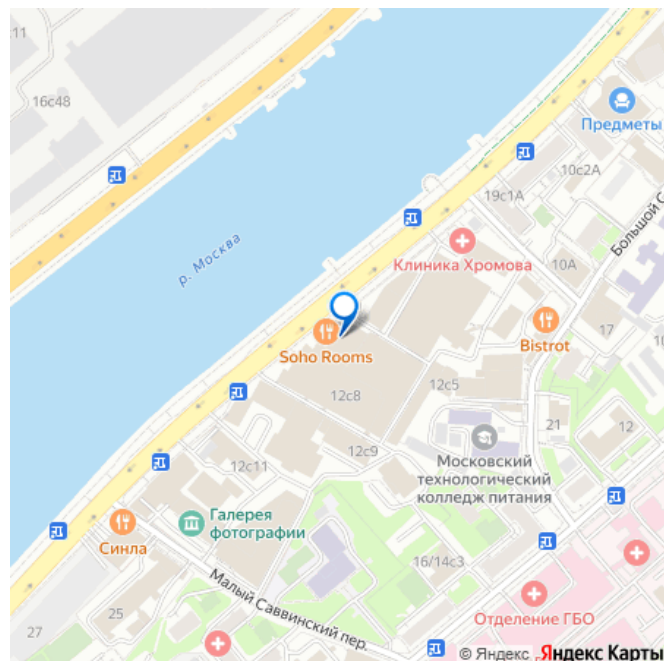 .11
16с48
Предметы
10с2А
19с1А
Большой С
р. Москва
Клиника Хромова
10А
17
Soho Rooms
Bistrot
12с8
12с5
21
12
12с9
Московский
технологический
колледж питания
12с11
Галерея
фотографии
Синла
16/14с3
Малый Саввинский пер.
25
27
Отделение ГБО
© Яндекс
Яндекс Карты